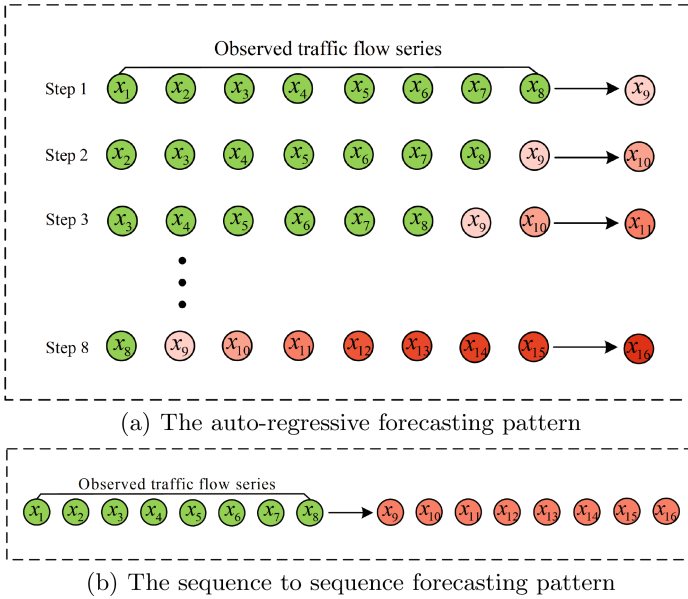 Observed traffic flow series
Step 1 x1 x2 x3 x4 x5 x6 x7 x8 x9
Step 2 x2 x3 x4 x5 x6 x7 x8 x9 x10
Step 3 x3 x4 x5 x6 x7 x8 x9 x10 x11
Step 8 x8 x9 x10 x11 x12 x13 x14 x15 x16
(a) The auto-regressive forecasting pattern
Observed traffic flow series
x1 x2 x3 x4 x5 x6 x7 x8 x9 x10 x11 x12 x13 x14 x15 x16
(b) The sequence to sequence forecasting pattern